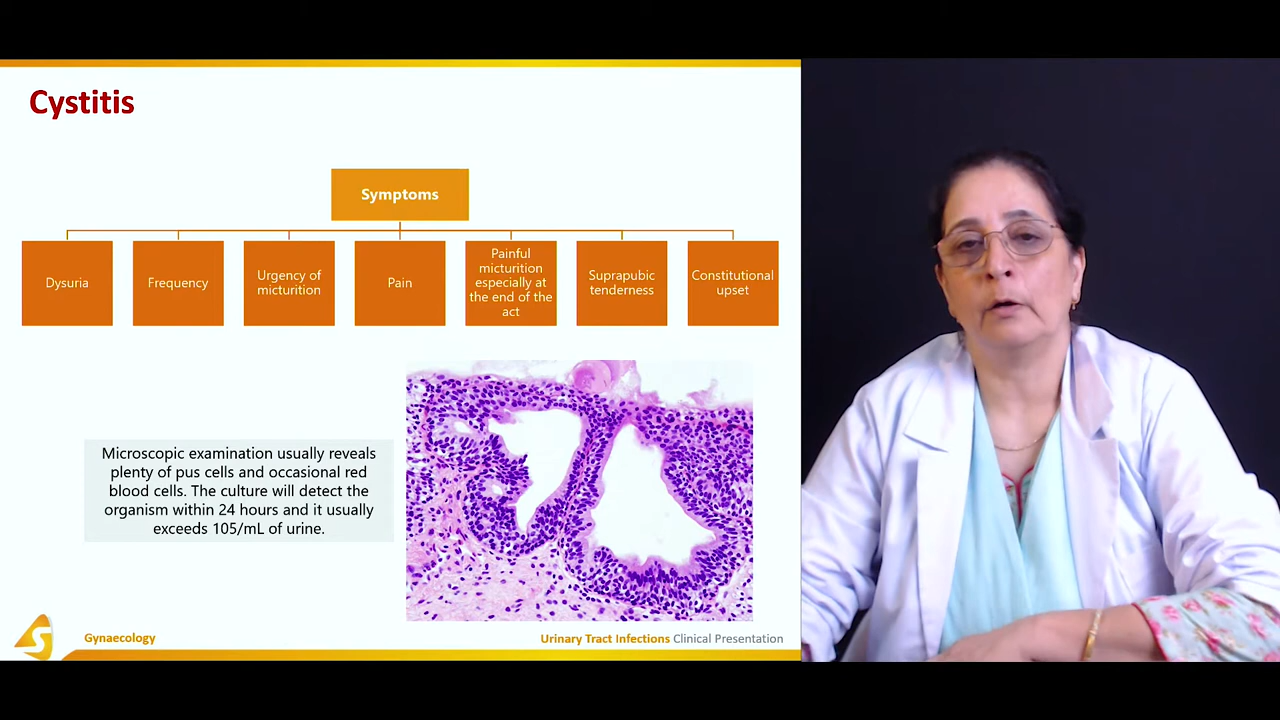 Cystitis
Symptoms
Dysuria
Frequency
Urgency of
micturition
Pain
Painful
micturition
especially at
the end of the
act
Suprapubic
tenderness
Constitutional
upset
Microscopic examination usually reveals
plenty of pus cells and occasional red
blood cells. The culture will detect the
organism within 24 hours and it usually
exceeds 105/mL of urine.
S
Gynaecology
Urinary Tract Infections Clinical Presentation